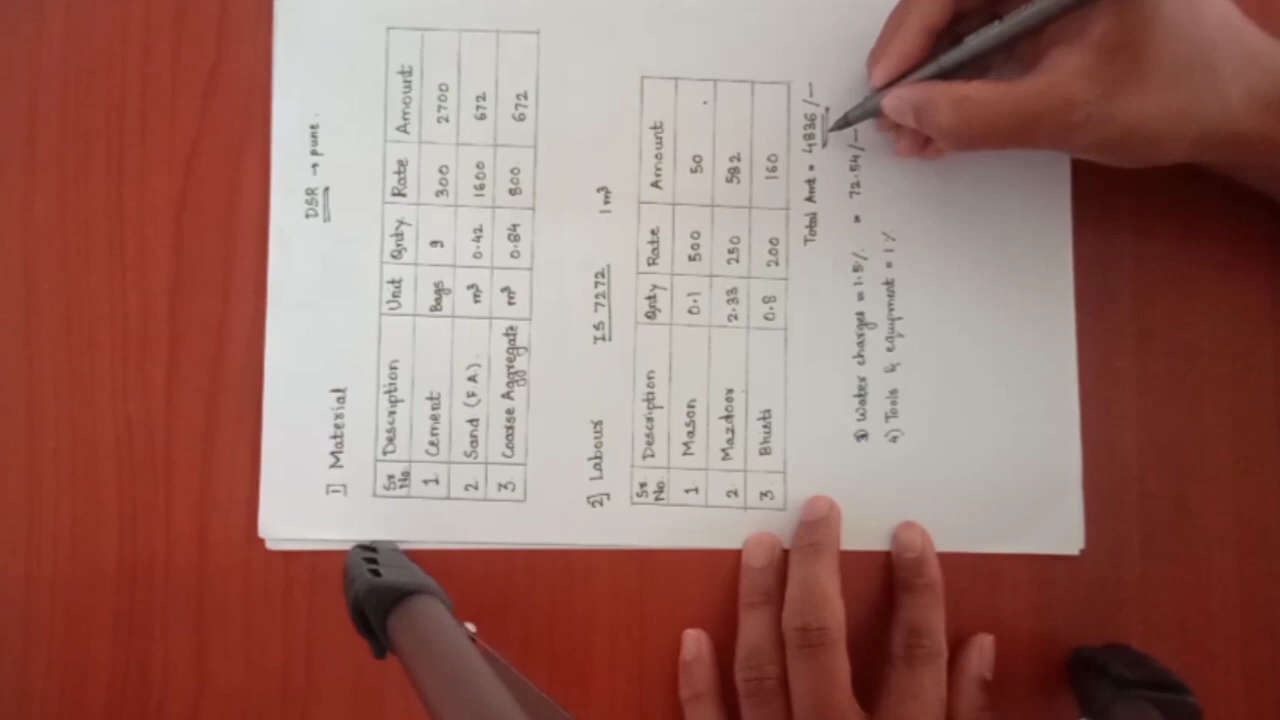 DSR → pune.
1] Material
Sr. No. Description Unit Qnty. Rate Amount
1. Cement Bags 9 300 2700
2. Sand (F.A). m³ 0.42 1600 672
3. Coarse Aggregate m³ 0.84 800 672
2] Labour IS 7272 1 m³
Sr. No. Description Qnty Rate Amount
1. Mason 0.1 500 50
2. Mazdoor 2.33 250 582
3. Bhisti 0.8 200 160
Total Amt = 4836/—
3) Water charges = 1.5% = 72.54/—
4) Tools & equipment = 1%